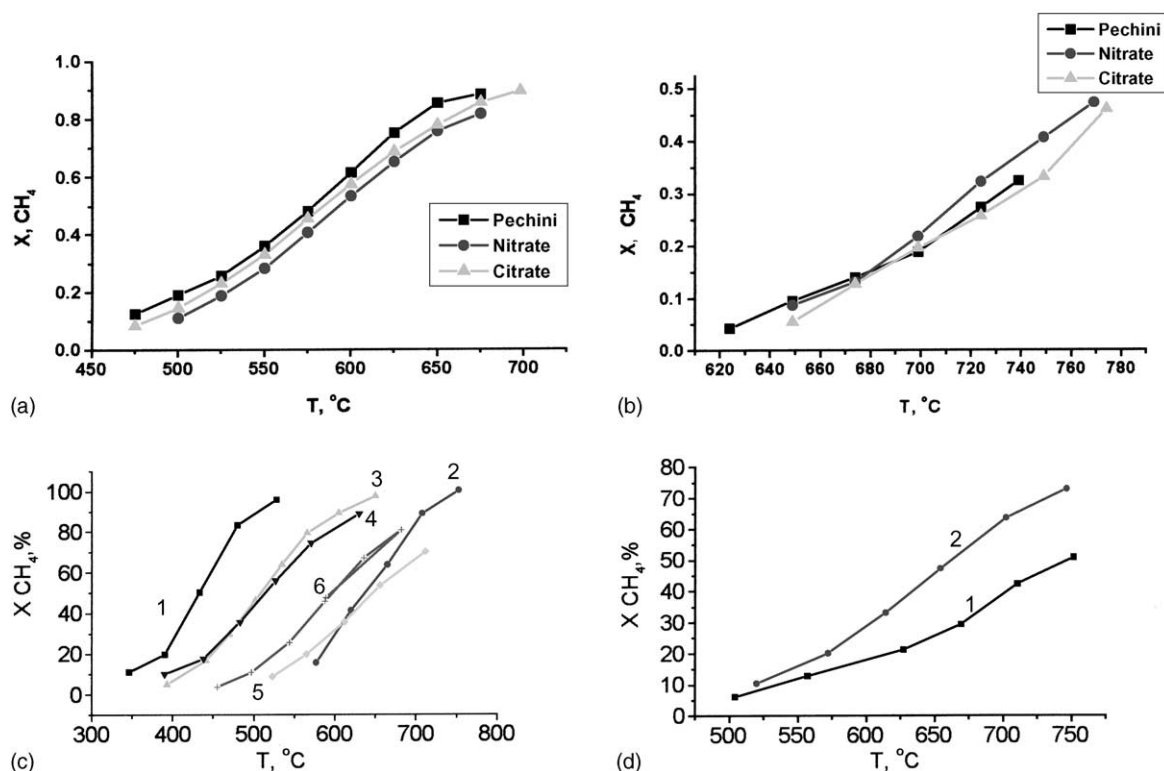 Pechini
Nitrate
Citrate
1.0
0.8
0.6
0.4
0.2
0.0
X, CH4
Pechini
Nitrate
Citrate
450 500 550 600 650 700
T, °C
(a)
0.5
0.4
0.3
0.2
0.1
0.0
X, CH4
620 640 660 680 700 720 740 760 780
T, °C
(b)
100
80
60
40
20
0
X CH4,%
1
2
3
4
5
6
300 400 500 600 700 800
T, °C
(c)
80
70
60
50
40
30
20
10
0
X CH4,%
2
1
500 550 600 650 700 750
T, °C
(d)